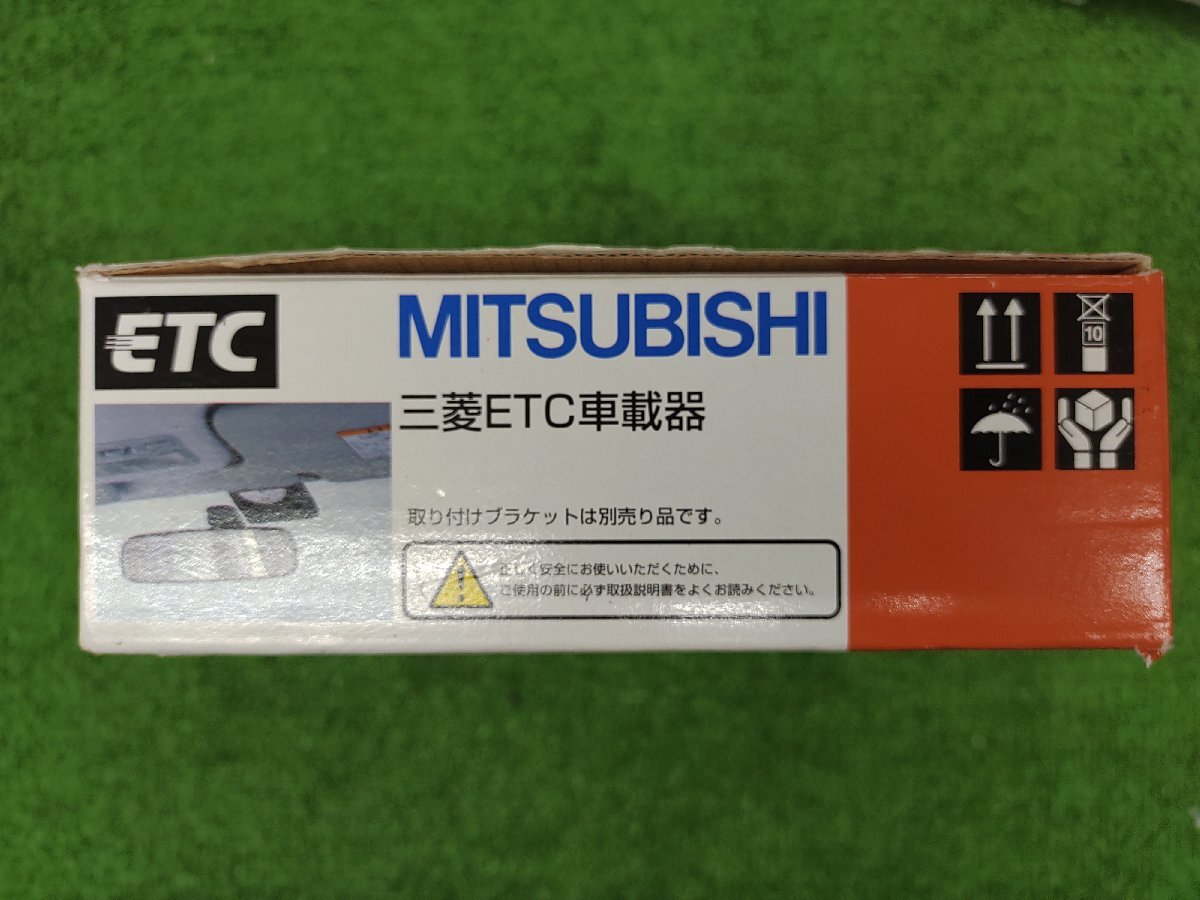 ETC
MITSUBISHI
三菱ETC車載器
取り付けブラケットは別売り品です。
正しく安全にお使いいただくために、
ご使用の前に必ず取扱説明書をよくお読みください。
10